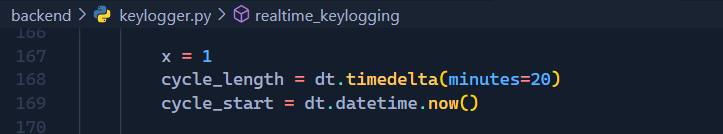 backend > keylogger.py > realtime_keylogging
166
167 x = 1
168 cycle_length = dt.timedelta(minutes=20)
169 cycle_start = dt.datetime.now()
170